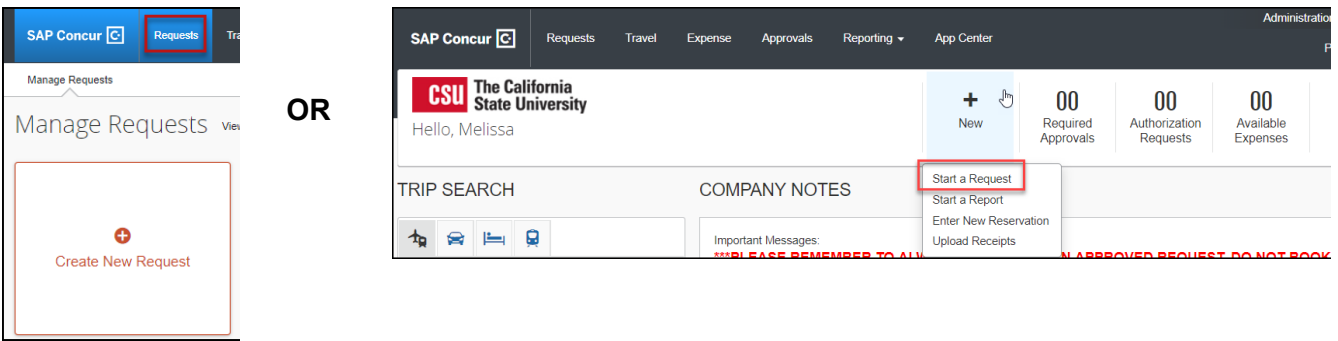 SAP Concur C Requests
Manage Requests
Manage Requests
Create New Request
OR
Administration
SAP Concur C Requests Travel Expense Approvals Reporting App Center
CSU The California
State University
Hello, Melissa
+ 00 00 00
New Required Authorization Available
Approvals Requests Expenses
TRIP SEARCH COMPANY NOTES
Start a Request
Start a Report
Enter New Reservation
Upload Receipts
Important Messages:
***PLEASE REMEMBER TO APPROVED REQUEST. DO NOT BOOK